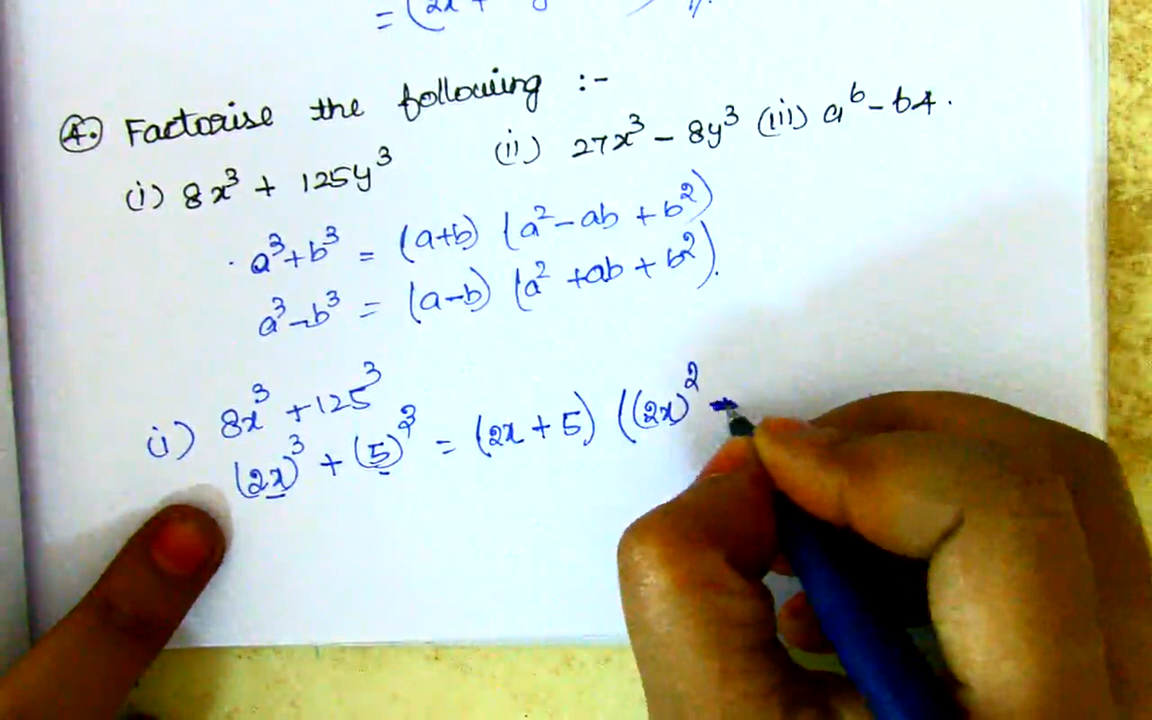 = (2x +
4. Factorise the following :-
(i) 8x³ + 125y³ (ii) 27x³ - 8y³ (iii) a⁶ - b4.
a³+b³ = (a+b) (a²-ab + b²)
a³-b³ = (a-b) (a² +ab + b²).
(i) 8x³ +125³
(2x)³ + (5)³ = (2x + 5) ((2x)² -